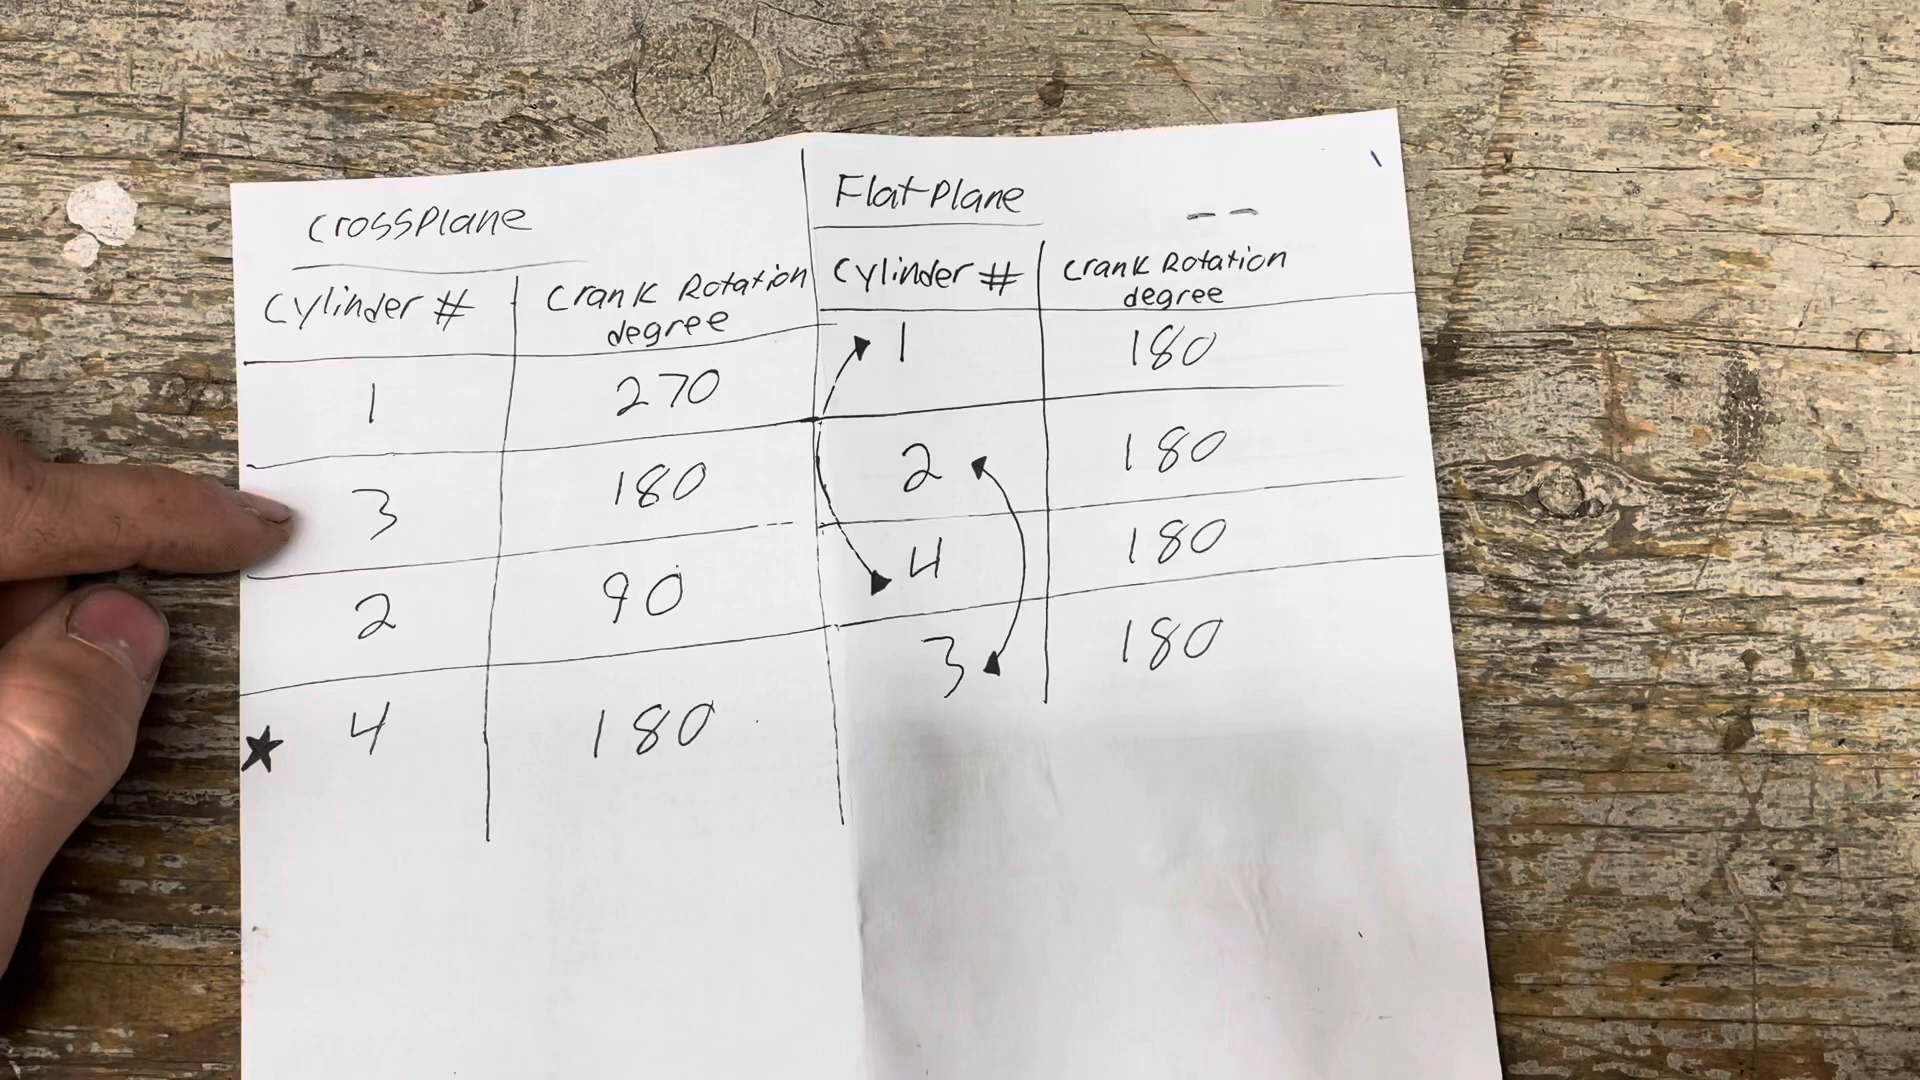 CrossPlane
Cylinder #
Crank Rotation
degree
1
270
3
180
2
90
★ 4
180
Flat Plane
Cylinder #
Crank Rotation
degree
1
180
2
180
4
180
3
180